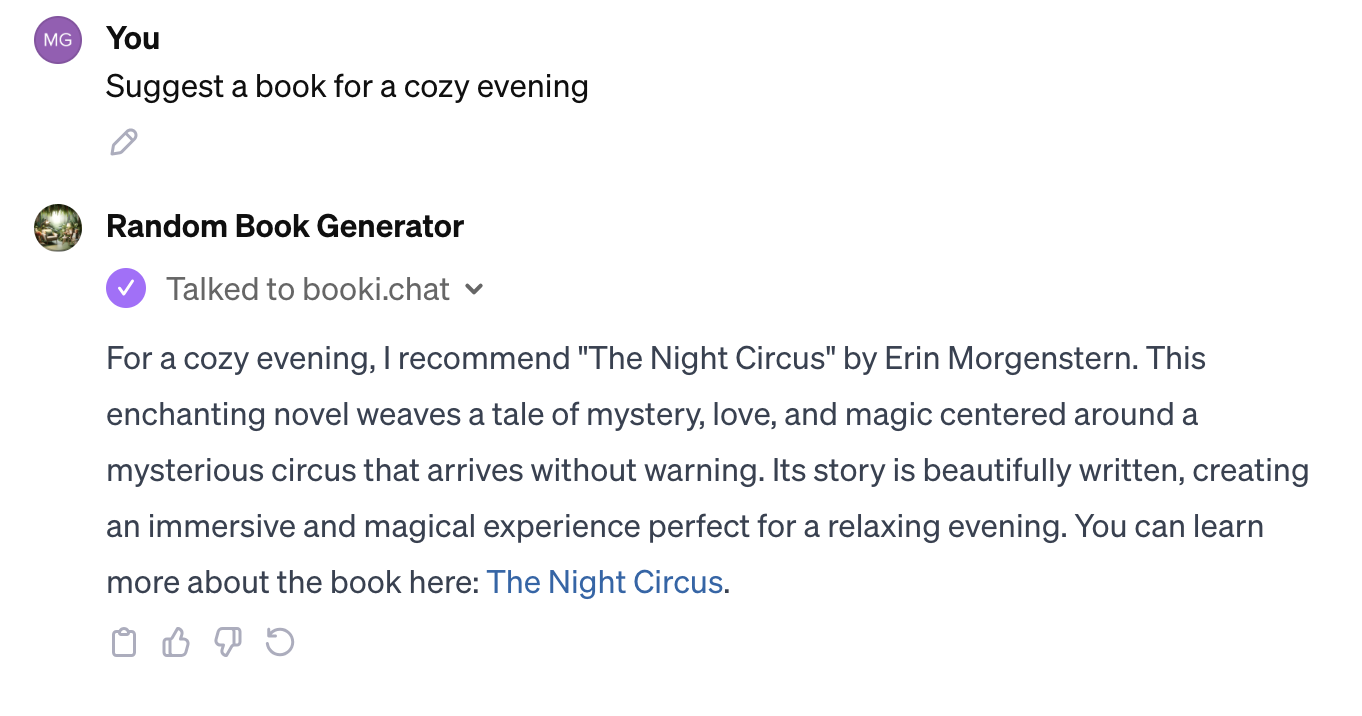 MG
You
Suggest a book for a cozy evening
Random Book Generator
Talked to booki.chat
For a cozy evening, I recommend "The Night Circus" by Erin Morgenstern. This
enchanting novel weaves a tale of mystery, love, and magic centered around a
mysterious circus that arrives without warning. Its story is beautifully written, creating
an immersive and magical experience perfect for a relaxing evening. You can learn
more about the book here: The Night Circus.